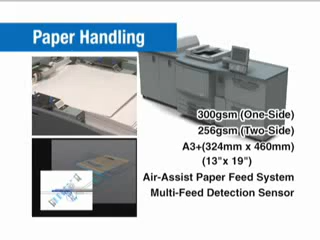 Paper Handling
300gsm (One-Side)
256gsm (Two-Side)
A3+(324mm x 460mm)
(13"x 19")
Air-Assist Paper Feed System
Multi-Feed Detection Sensor